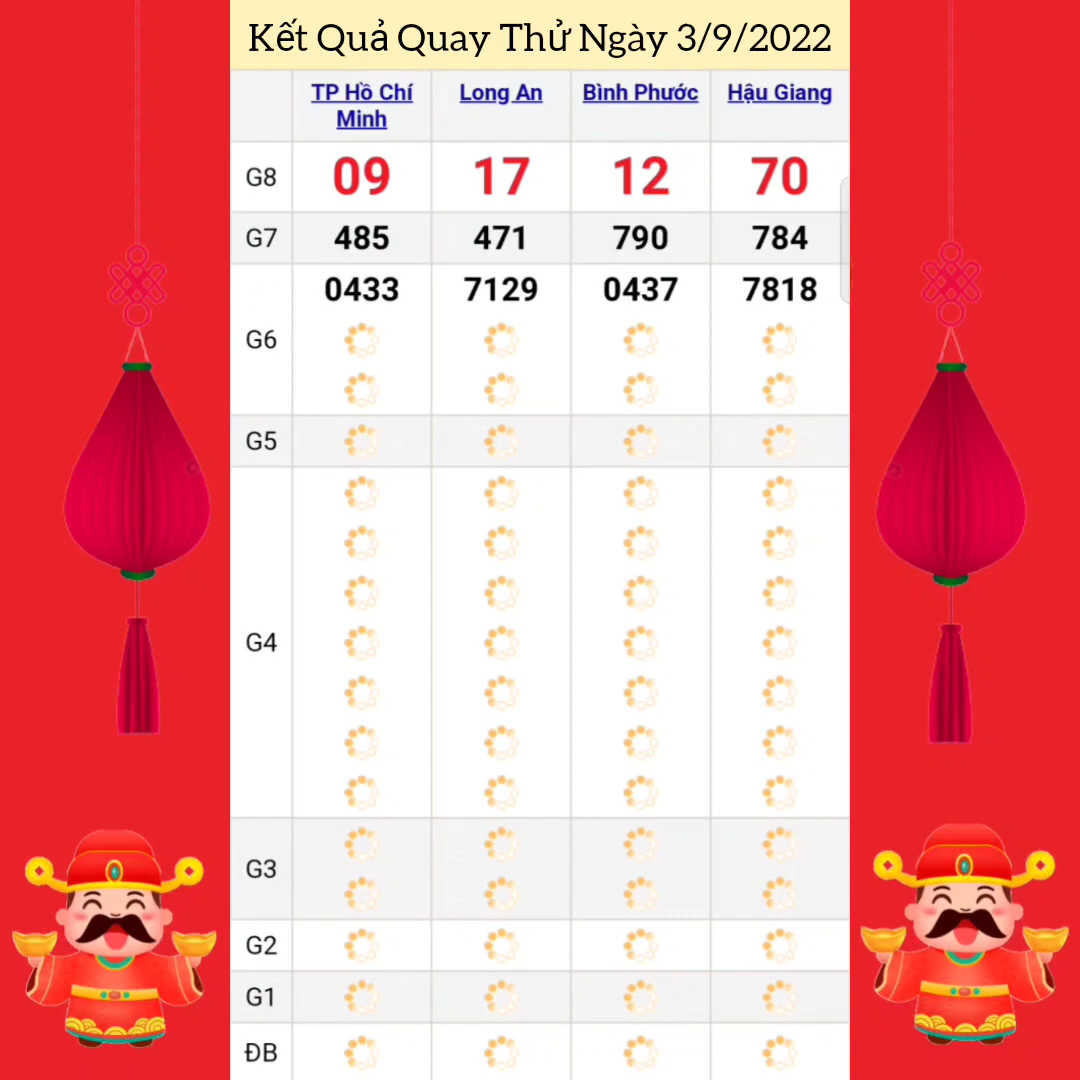 Kết Quả Quay Thử Ngày 3/9/2022
TP Hồ Chí Minh Long An Bình Phước Hậu Giang
G8 09 17 12 70
G7 485 471 790 784
0433 7129 0437 7818
G6
G5
G4
G3
G2
G1
ĐB